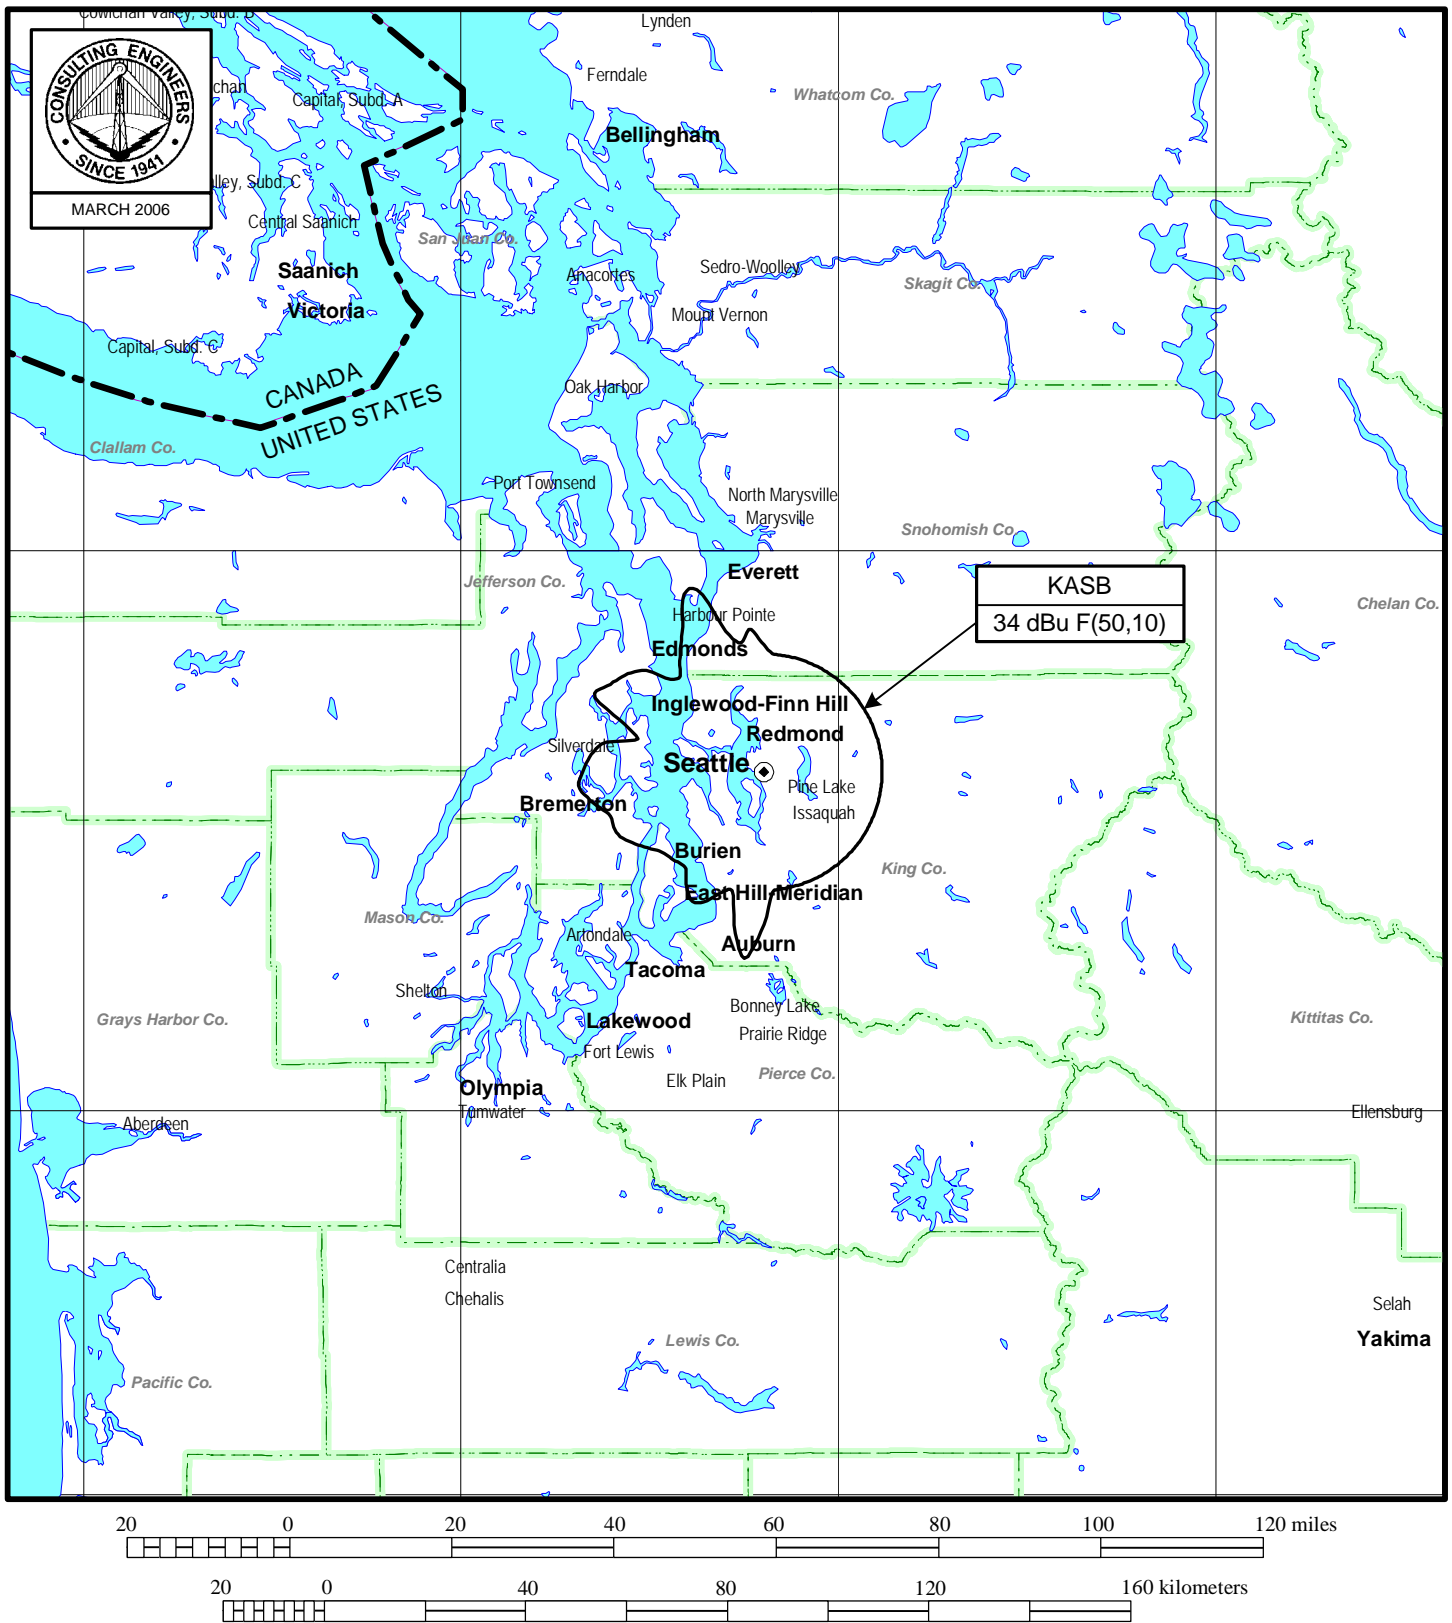 Cowichan Valley, Subd. B
Lynden
CONSULTING ENGINEERS
SINCE 1941
MARCH 2006
chan
Capital, Subd. A
Ferndale
Whatcom Co.
Bellingham
alley, Subd. C
Central Saanich
San Juan Co.
Saanich
Anacortes
Sedro-Woolley
Skagit Co.
Victoria
Mount Vernon
Capital, Subd. C
CANADA
UNITED STATES
Oak Harbor
Clallam Co.
Port Townsend
North Marysville
Marysville
Snohomish Co.
Everett
Jefferson Co.
KASB
34 dBu F(50,10)
Chelan Co.
Harbour Pointe
Edmonds
Inglewood-Finn Hill
Redmond
Silverdale
Seattle
Pine Lake
Bremerton
Issaquah
Burien
King Co.
East Hill-Meridian
Mason Co.
Artondale
Auburn
Tacoma
Shelton
Bonney Lake
Grays Harbor Co.
Lakewood
Kittitas Co.
Prairie Ridge
Fort Lewis
Elk Plain
Pierce Co.
Olympia
Tumwater
Ellensburg
Aberdeen
Centralia
Chehalis
Selah
Lewis Co.
Yakima
Pacific Co.
20 0 20 40 60 80 100 120 miles
20 0 40 80 120 160 kilometers